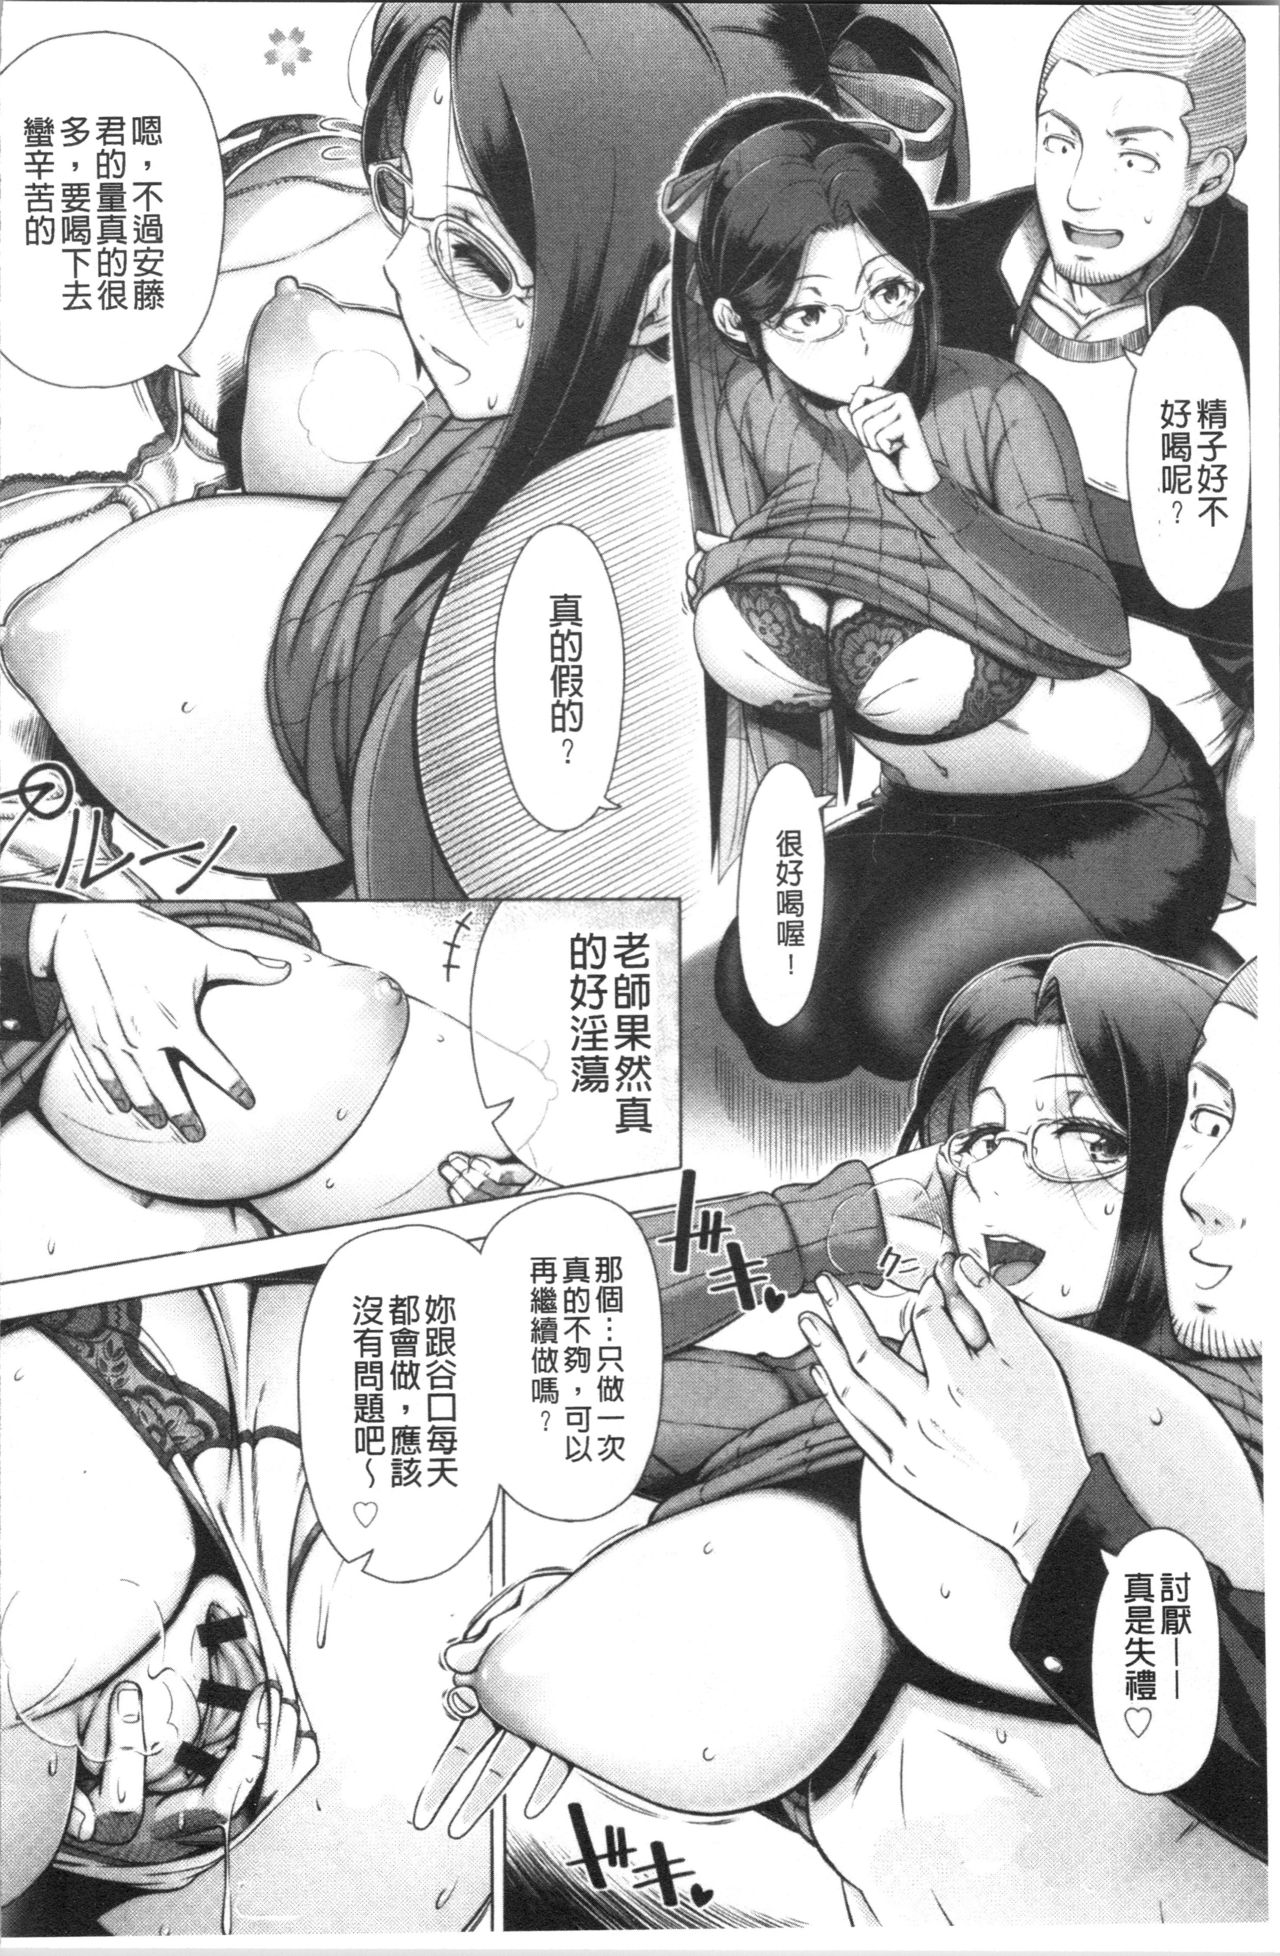 精子好不
好喝呢？
很好喝喔！
真的假的？
嗯，不過安藤
君的量真的很
多，要喝下去
蠻辛苦的
プルーン
老師果然真
的好淫蕩
討厭——
真是失禮♡
那個…只做一次
真的不夠，可以
再繼續做嗎？
妳跟谷口每天
都會做，應該
沒有問題吧～♡